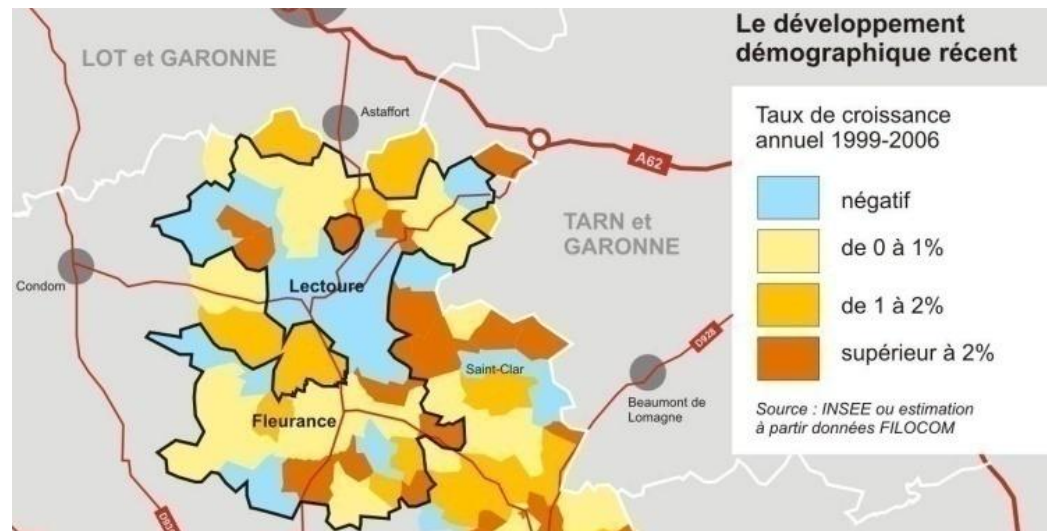 Le développement
démographique récent
Taux de croissance
annuel 1999-2006
négatif
de 0 à 1%
de 1 à 2%
supérieur à 2%
Source : INSEE ou estimation
à partir données FILOCOM
LOT et GARONNE
Astaffort
A62
TARN et
GARONNE
Condom
Lectoure
D928
Saint-Clar
Beaumont de
Lomagne
Fleurance